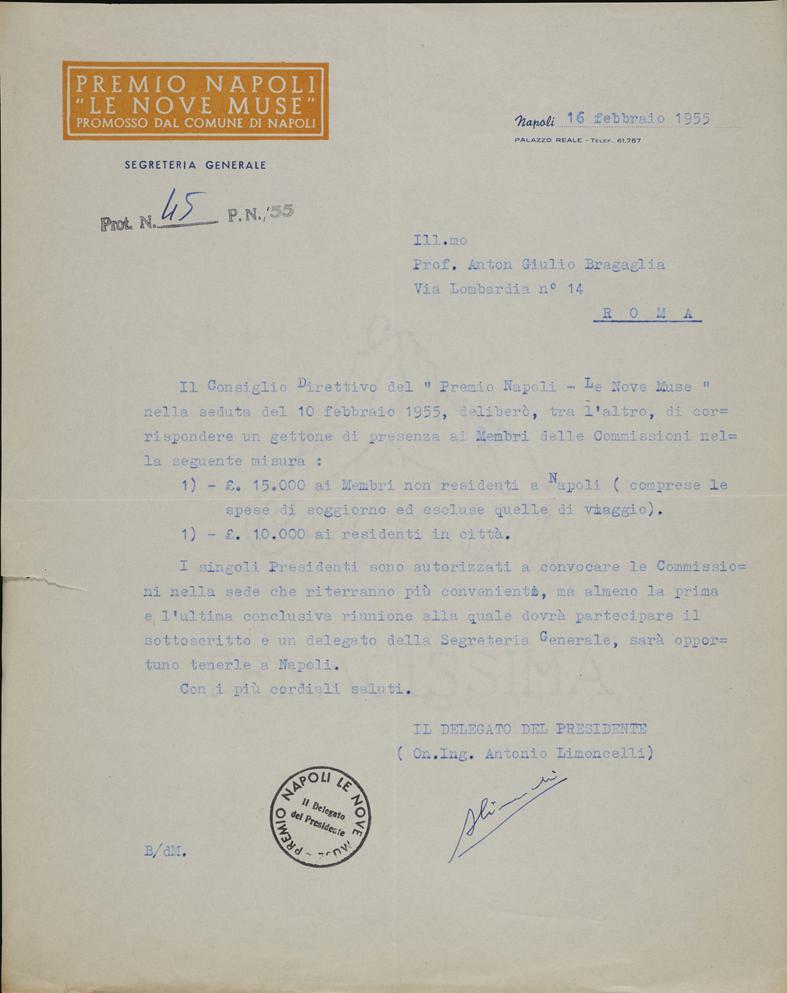 PREMIO NAPOLI
"LE NOVE MUSE"
PROMOSSO DAL COMUNE DI NAPOLI
SEGRETERIA GENERALE
Napoli 16 febbraio 1955
PALAZZO REALE - TELEF. 61.787
Prot. N. 45 P. N./'55
Ill.mo
Prof. Anton Giulio Bragaglia
Via Lombardia n° 14
R O M A
Il Consiglio Direttivo del " Premio Napoli - Le Nove Muse "
nella seduta del 10 febbraio 1955, deliberò, tra l'altro, di cor=
rispondere un gettone di presenza ai Membri delle Commissioni nel=
la seguente misura :
1) - £. 15.000 ai Membri non residenti a Napoli ( comprese le
spese di soggiorno ed escluse quelle di viaggio).
1) - £. 10.000 ai residenti in città.
I singoli Presidenti sono autorizzati a convocare le Commissio=
ni nella sede che riterranno più conveniente, ma almeno la prima
e l'ultima conclusiva riunione alla quale dovrà partecipare il
sottoscritto e un delegato della Segreteria Generale, sarà oppor=
tuno tenerle a Napoli.
Con i più cordiali saluti.
IL DELEGATO DEL PRESIDENTE
( On.Ing. Antonio Limoncelli)
PREMIO NAPOLI LE NOVE MUSE
Il Delegato
del Presidente
B/dM.